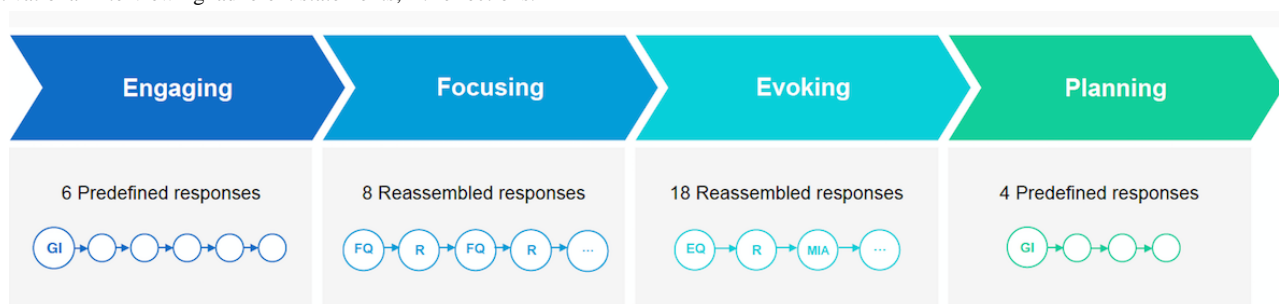 Engaging
Focusing
Evoking
Planning
6 Predefined responses
8 Reassembled responses
18 Reassembled responses
4 Predefined responses
GI
FQ R FQ R ...
EQ R MIA ...
GI